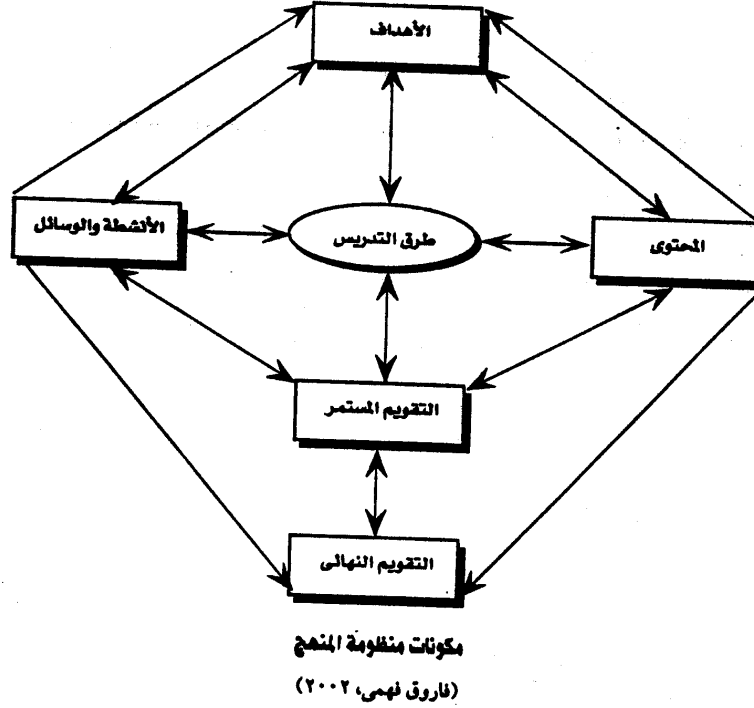 الأهداف
المحتوى
طرق التدريس
الأنشطة والوسائل
التقويم المستمر
التقويم النهائى
مكونات منظومة المنهج
(فاروق فهمى، ٢٠٠٢)